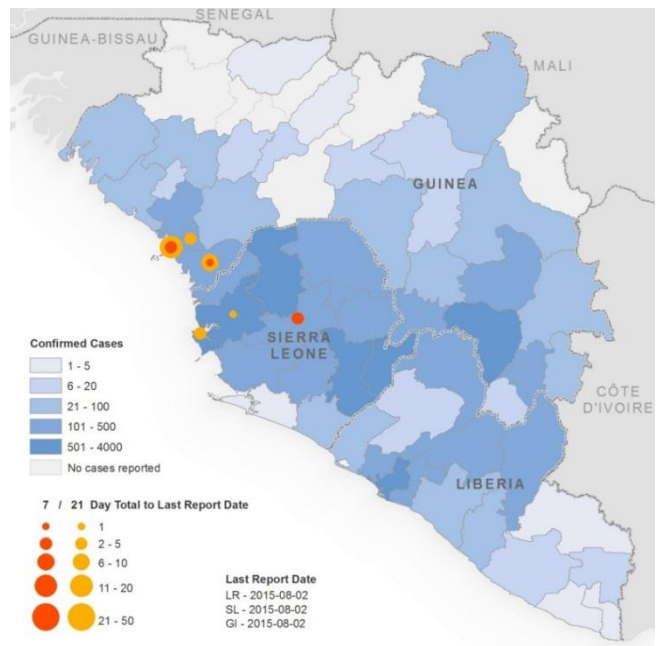 SENEGAL
GUINEA-BISSAU
MALI
GUINEA
SIERRA
LEONE
CÔTE
D'IVOIRE
LIBERIA
Confirmed Cases
1 - 5
6 - 20
21 - 100
101 - 500
501 - 4000
No cases reported
7 / 21 Day Total to Last Report Date
1
2 - 5
6 - 10
11 - 20
21 - 50
Last Report Date
LR - 2015-08-02
SL - 2015-08-02
GI - 2015-08-02